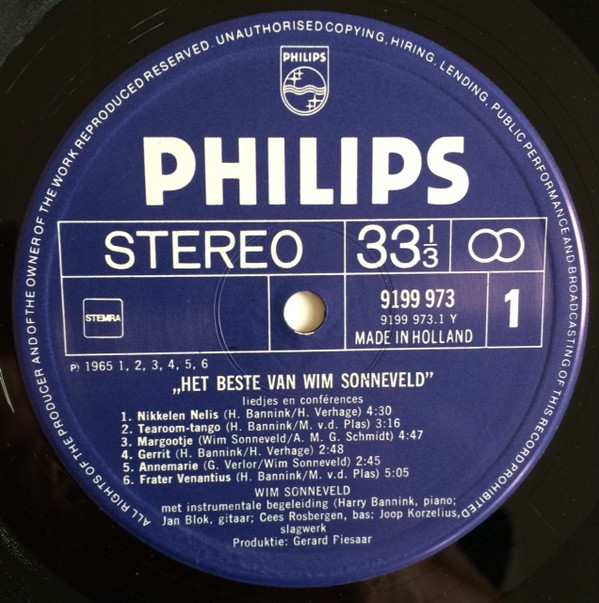 ALL RIGHTS OF THE PRODUCER AND OF THE OWNER OF THE WORK REPRODUCED RESERVED. UNAUTHORISED COPYING, HIRING, LENDING, PUBLIC PERFORMANCE AND BROADCASTING OF THIS RECORD PROHIBITED
PHILIPS
PHILIPS
STEREO 33 1/3
STEMRA
9199 973
9199 973.1 Y
MADE IN HOLLAND
1
P) 1965 1, 2, 3, 4, 5, 6
„HET BESTE VAN WIM SONNEVELD”
liedjes en conférences
1. Nikkelen Nelis (H. Bannink/H. Verhage) 4:30
2. Tearoom-tango (H. Bannink/M. v.d. Plas) 3:16
3. Margootje (Wim Sonneveld/A. M. G. Schmidt) 4:47
4. Gerrit (H. Bannink/H. Verhage) 2:48
5. Annemarie (G. Verlor/Wim Sonneveld) 2:45
6. Frater Venantius (H. Bannink/M. v.d. Plas) 5:05
WIM SONNEVELD
met instrumentale begeleiding (Harry Bannink, piano;
Jan Blok, gitaar; Cees Rosbergen, bas; Joop Korzelius,
slagwerk
Produktie: Gerard Fiesaar